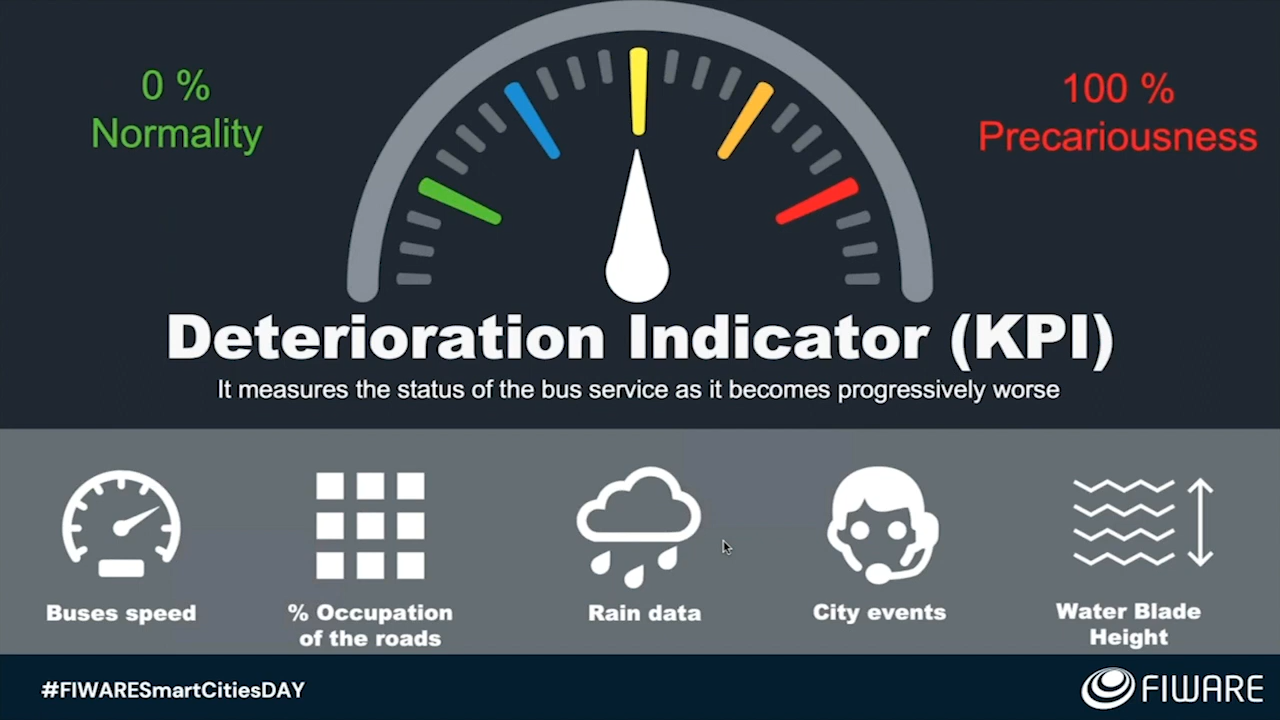 0 %
Normality
100 %
Precariousness
Deterioration Indicator (KPI)
It measures the status of the bus service as it becomes progressively worse
Buses speed
% Occupation
of the roads
Rain data
City events
Water Blade
Height
#FIWARESmartCitiesDAY
FIWARE